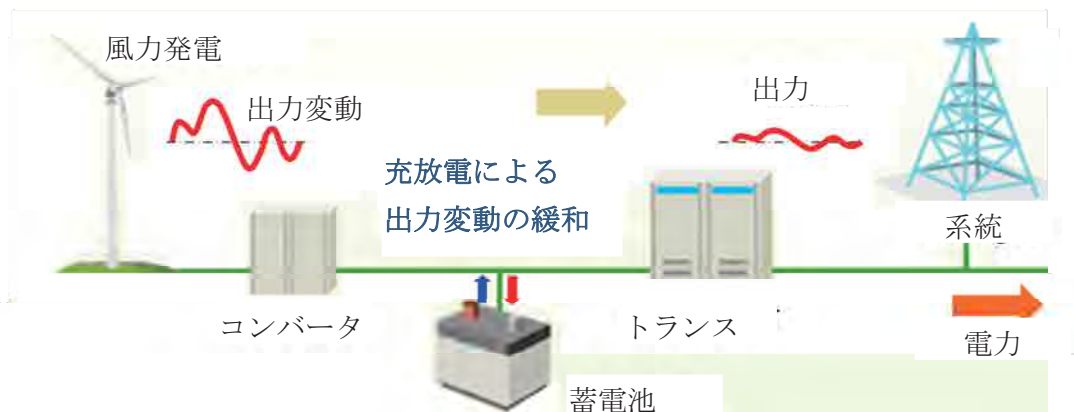 風力発電
出力変動
出力
充放電による
出力変動の緩和
系統
コンバータ
トランス
電力
蓄電池